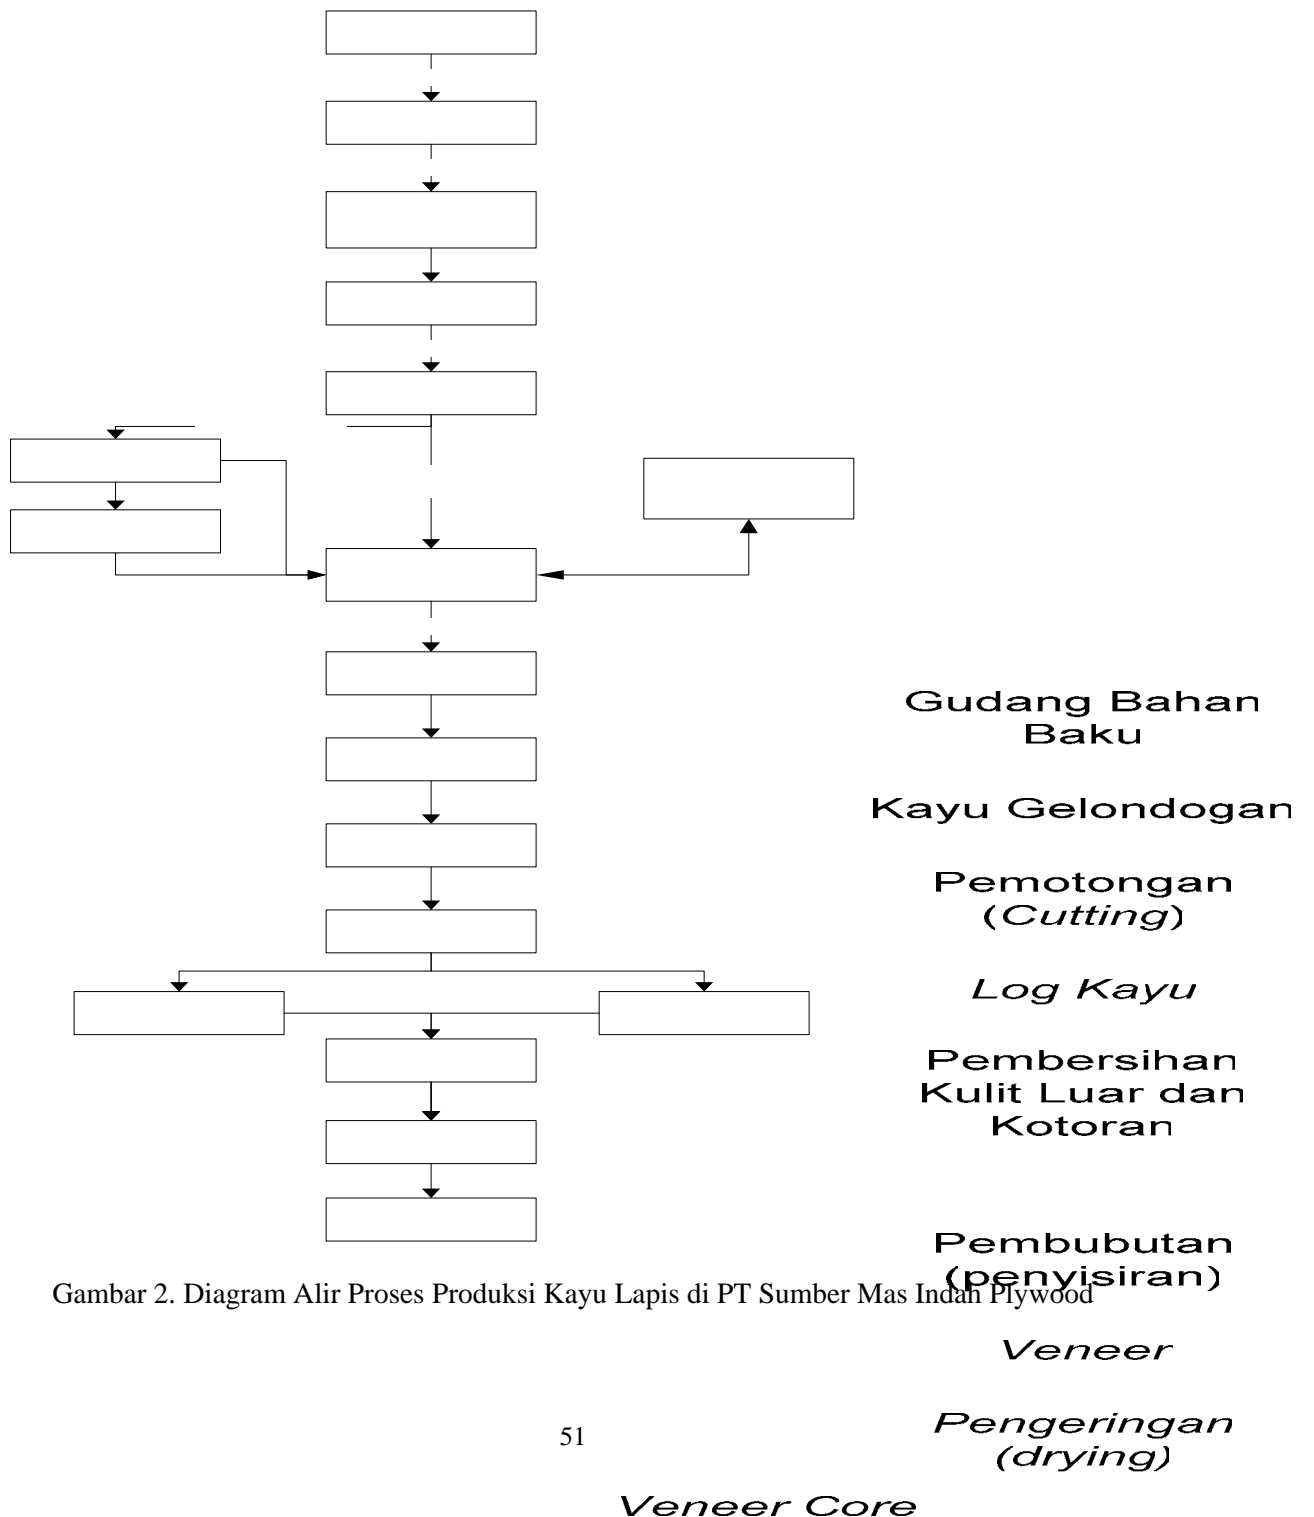 Gudang Bahan
Baku
Kayu Gelondogan
Pemotongan
(Cutting)
Log Kayu
Pembersihan
Kulit Luar dan
Kotoran
Pembubutan
(penyisiran)
Gambar 2. Diagram Alir Proses Produksi Kayu Lapis di PT Sumber Mas Indah Plywood
Veneer
Pengeringan
(drying)
51
Veneer Core